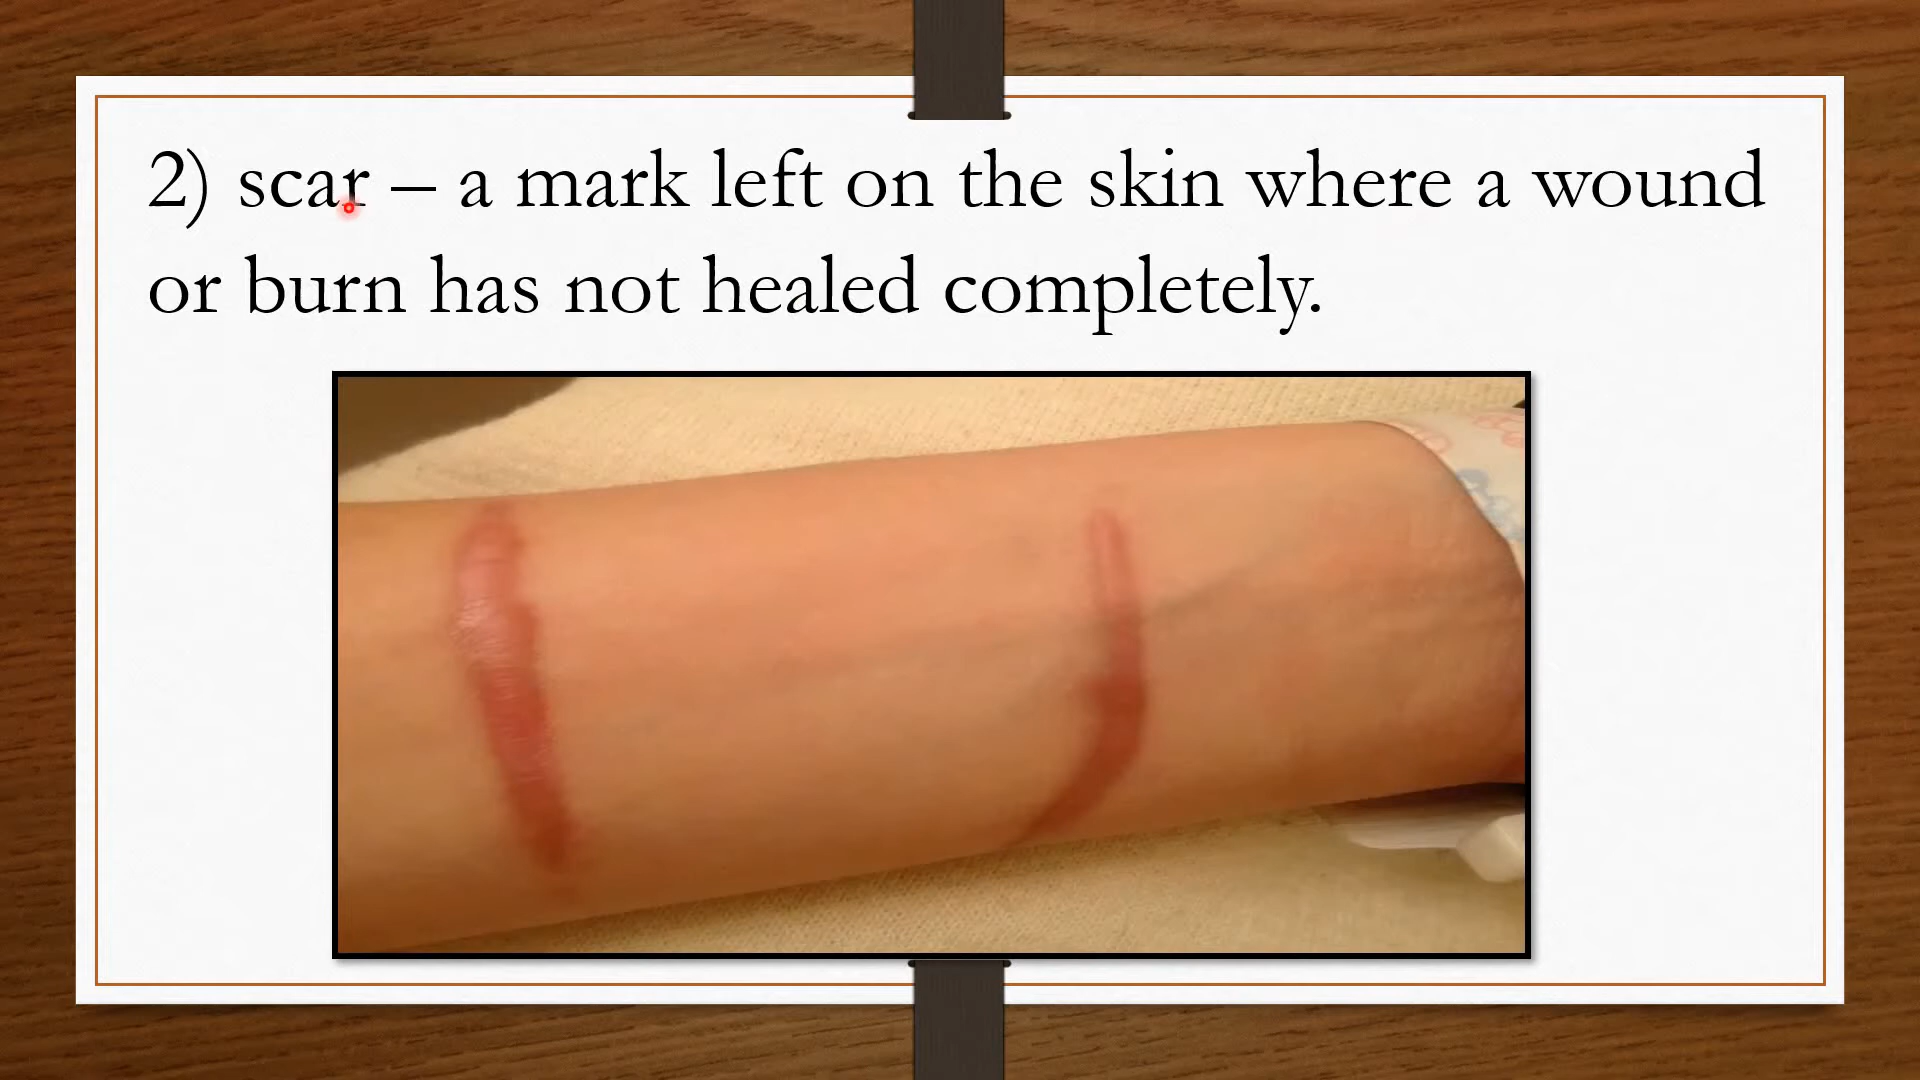 2) scar – a mark left on the skin where a wound
or burn has not healed completely.